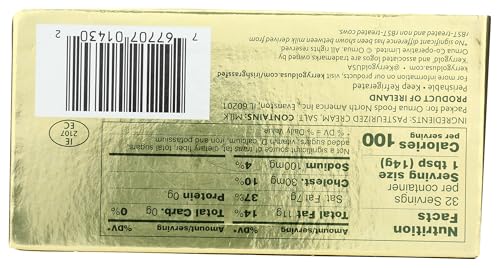 Nutrition
Facts
32 Servings
per container
Serving size
1 tbsp (14g)
Calories 100
per serving
Amount/serving %DV*
Total Fat 11g 14%
Sat. Fat 7g 37%
Cholest. 30mg 10%
Sodium 100mg 4%
Amount/serving %DV*
Total Carb. 0g 0%
Protein 0g
Not a significant source of trans fat, dietary fiber, total sugars,
added sugars, vitamin D, calcium, iron and potassium
* % DV = % Daily Value
INGREDIENTS: PASTEURIZED CREAM, SALT. CONTAINS: MILK
Packed for: Ornua Foods North America, Inc., Evanston, IL 60201
PRODUCT OF IRELAND
Perishable - Keep Refrigerated
For more information on our products, visit kerrygoldusa.com/ourgrassfed
@KerrygoldUSA
Kerrygold and associated logos are trademarks owned by
Ornua Co-operative Limited © Ornua. All rights reserved.
*No significant difference has been shown between milk derived from
rBST-treated and non rBST-treated cows.
IE
2107
EC
7 67707 01430 2